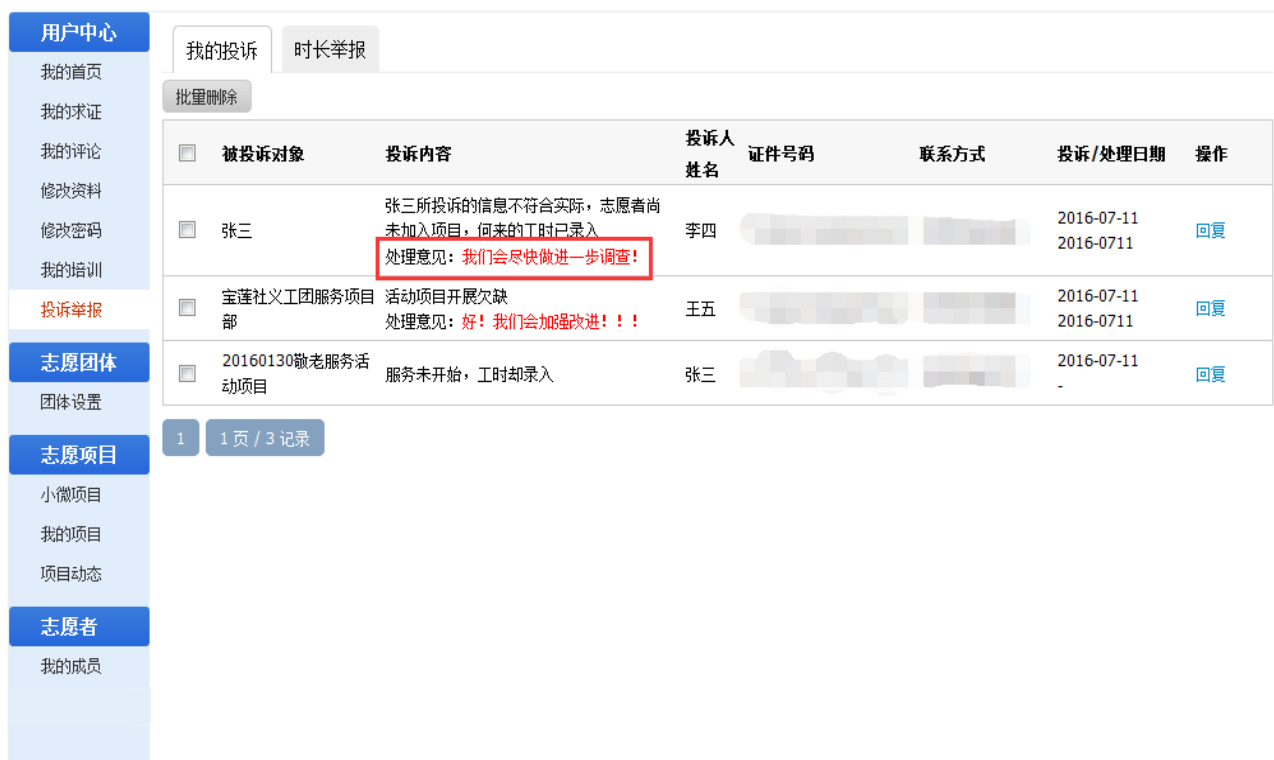 用户中心
我的首页
我的求证
我的评论
修改资料
修改密码
我的培训
投诉举报
志愿团体
团体设置
志愿项目
小微项目
我的项目
项目动态
志愿者
我的成员
我的投诉 时长举报
批量删除
被投诉对象 投诉内容 投诉人 证件号码 联系方式 投诉/处理日期 操作
姓名
张三所投诉的信息不符合实际，志愿者尚
张三 未加入项目，何来的工时已录入 李四 2016-07-11 回复
处理意见：我们会尽快做进一步调查！ 2016-0711
宝莲社义工团服务项目 活动项目开展欠缺 王五 2016-07-11 回复
部 处理意见：好！我们会加强改进！！！ 2016-0711
20160130敬老服务活 服务未开始，工时却录入 张三 2016-07-11 回复
动项目 -
1 1 页 / 3 记录